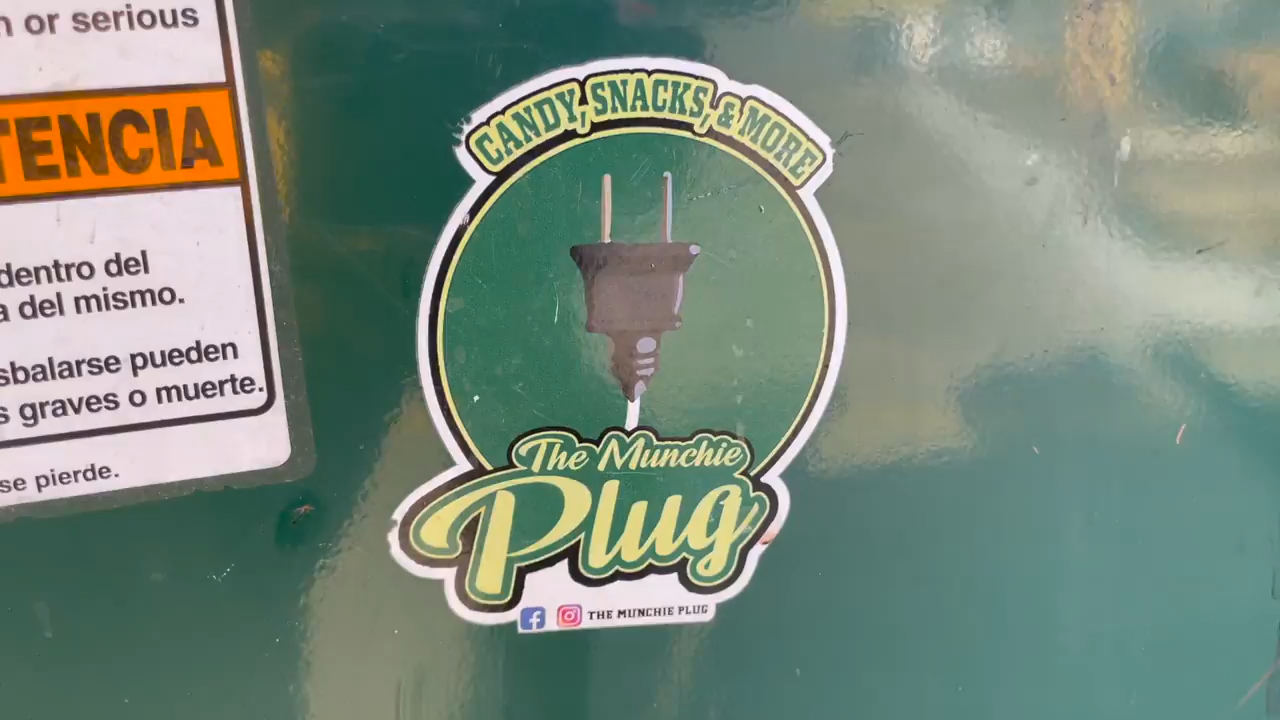 or serious
TENCIA
dentro del
a del mismo.
sbalarse pueden
s graves o muerte.
se pierde.
CANDY, SNACKS, & MORE
The Munchie
Plug
THE MUNCHIE PLUG